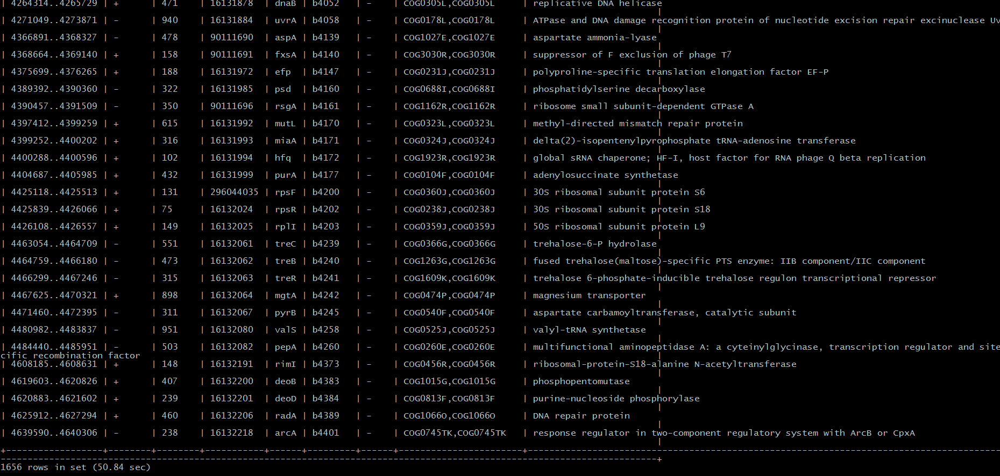 | 4264314..4265729 | + | 471 | 16131878 | dnaB | b4052 | - | COG0305L,COG0305L | replicative DNA helicase
|
| 4271049..4273871 | - | 940 | 16131884 | uvrA | b4058 | - | COG0178L,COG0178L | ATPase and DNA damage recognition protein of nucleotide excision repair excinuclease Uv
|
| 4366891..4368327 | - | 478 | 90111690 | aspA | b4139 | - | COG1027E,COG1027E | aspartate ammonia-lyase
|
| 4368664..4369140 | + | 158 | 90111691 | fxsA | b4140 | - | COG3030R,COG3030R | suppressor of F exclusion of phage T7
|
| 4375699..4376265 | + | 188 | 16131972 | efp | b4147 | - | COG0231J,COG0231J | polyproline-specific translation elongation factor EF-P
|
| 4389392..4390360 | - | 322 | 16131985 | psd | b4160 | - | COG0688I,COG0688I | phosphatidylserine decarboxylase
|
| 4390457..4391509 | - | 350 | 90111696 | rsgA | b4161 | - | COG1162R,COG1162R | ribosome small subunit-dependent GTPase A
|
| 4397412..4399259 | + | 615 | 16131992 | mutL | b4170 | - | COG0323L,COG0323L | methyl-directed mismatch repair protein
|
| 4399252..4400202 | + | 316 | 16131993 | miaA | b4171 | - | COG0324J,COG0324J | delta(2)-isopentenylpyrophosphate tRNA-adenosine transferase
|
| 4400288..4400596 | + | 102 | 16131994 | hfq | b4172 | - | COG1923R,COG1923R | global sRNA chaperone; HF-I, host factor for RNA phage Q beta replication
|
| 4404687..4405985 | + | 432 | 16131999 | purA | b4177 | - | COG0104F,COG0104F | adenylosuccinate synthetase
|
| 4425118..4425513 | + | 131 | 296044035 | rpsF | b4200 | - | COG0360J,COG0360J | 30S ribosomal subunit protein S6
|
| 4425839..4426066 | + | 75 | 16132024 | rpsR | b4202 | - | COG0238J,COG0238J | 30S ribosomal subunit protein S18
|
| 4426108..4426557 | + | 149 | 16132025 | rplI | b4203 | - | COG0359J,COG0359J | 50S ribosomal subunit protein L9
|
| 4463054..4464709 | - | 551 | 16132061 | treC | b4239 | - | COG0366G,COG0366G | trehalose-6-P hydrolase
|
| 4464759..4466180 | - | 473 | 16132062 | treB | b4240 | - | COG1263G,COG1263G | fused trehalose(maltose)-specific PTS enzyme: IIB component/IIC component
|
| 4466299..4467246 | - | 315 | 16132063 | treR | b4241 | - | COG1609K,COG1609K | trehalose 6-phosphate-inducible trehalose regulon transcriptional repressor
|
| 4467625..4470321 | + | 898 | 16132064 | mgtA | b4242 | - | COG0474P,COG0474P | magnesium transporter
|
| 4471460..4472395 | - | 311 | 16132067 | pyrB | b4245 | - | COG0540F,COG0540F | aspartate carbamoyltransferase, catalytic subunit
|
| 4480982..4483837 | - | 951 | 16132080 | valS | b4258 | - | COG0525J,COG0525J | valyl-tRNA synthetase
|
| 4484440..4485951 | - | 503 | 16132082 | pepA | b4260 | - | COG0260E,COG0260E | multifunctional aminopeptidase A: a cyteinylglycinase, transcription regulator and site
cific recombination factor |
| 4608185..4608631 | + | 148 | 16132191 | rimI | b4373 | - | COG0456R,COG0456R | ribosomal-protein-S18-alanine N-acetyltransferase
|
| 4619603..4620826 | + | 407 | 16132200 | deoB | b4383 | - | COG1015G,COG1015G | phosphopentomutase
|
| 4620883..4621602 | + | 239 | 16132201 | deoD | b4384 | - | COG0813F,COG0813F | purine-nucleoside phosphorylase
|
| 4625912..4627294 | + | 460 | 16132206 | radA | b4389 | - | COG1066O,COG1066O | DNA repair protein
|
| 4639590..4640306 | - | 238 | 16132218 | arcA | b4401 | - | COG0745TK,COG0745TK | response regulator in two-component regulatory system with ArcB or CpxA
|
+------------------+--------+--------+-----------+------+---------+------+-----------------------+----------------------------------------------------------------------------------------
--------------------------------------------------------------------------------------------------------------------------+
1656 rows in set (50.84 sec)